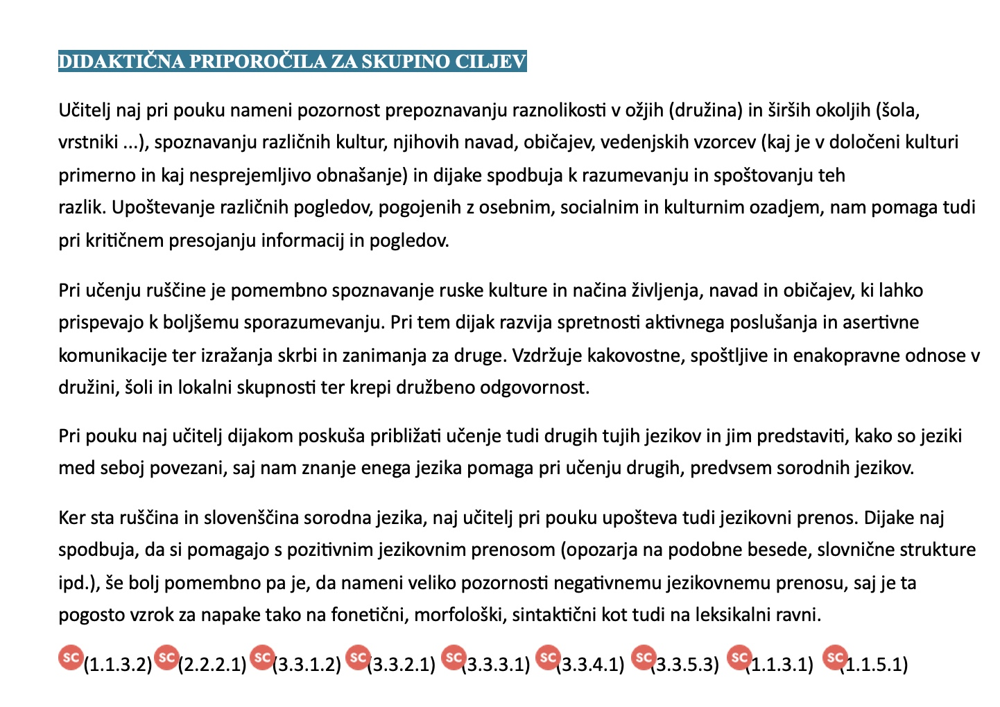 DIDAKTIČNA PRIPOROČILA ZA SKUPINO CILJEV
Učitelj naj pri pouku nameni pozornost prepoznavanju raznolikosti v ožjih (družina) in širših okoljih (šola,
vrstniki ...), spoznavanju različnih kultur, njihovih navad, običajev, vedenjskih vzorcev (kaj je v določeni kulturi
primerno in kaj nesprejemljivo obnašanje) in dijake spodbuja k razumevanju in spoštovanju teh
razlik. Upoštevanje različnih pogledov, pogojenih z osebnim, socialnim in kulturnim ozadjem, nam pomaga tudi
pri kritičnem presojanju informacij in pogledov.
Pri učenju ruščine je pomembno spoznavanje ruske kulture in načina življenja, navad in običajev, ki lahko
prispevajo k boljšemu sporazumevanju. Pri tem dijak razvija spretnosti aktivnega poslušanja in asertivne
komunikacije ter izražanja skrbi in zanimanja za druge. Vzdržuje kakovostne, spoštljive in enakopravne odnose v
družini, šoli in lokalni skupnosti ter krepi družbeno odgovornost.
Pri pouku naj učitelj dijakom poskuša približati učenje tudi drugih tujih jezikov in jim predstaviti, kako so jeziki
med seboj povezani, saj nam znanje enega jezika pomaga pri učenju drugih, predvsem sorodnih jezikov.
Ker sta ruščina in slovenščina sorodna jezika, naj učitelj pri pouku upošteva tudi jezikovni prenos. Dijake naj
spodbuja, da si pomagajo s pozitivnim jezikovnim prenosom (opozarja na podobne besede, slovnične strukture
ipd.), še bolj pomembno pa je, da nameni veliko pozornosti negativnemu jezikovnemu prenosu, saj je ta
pogosto vzrok za napake tako na fonetični, morfološki, sintaktični kot tudi na leksikalni ravni.
SC (1.1.3.2) SC (2.2.2.1) SC (3.3.1.2) SC (3.3.2.1) SC (3.3.3.1) SC (3.3.4.1) SC (3.3.5.3) SC (1.1.3.1) SC (1.1.5.1)